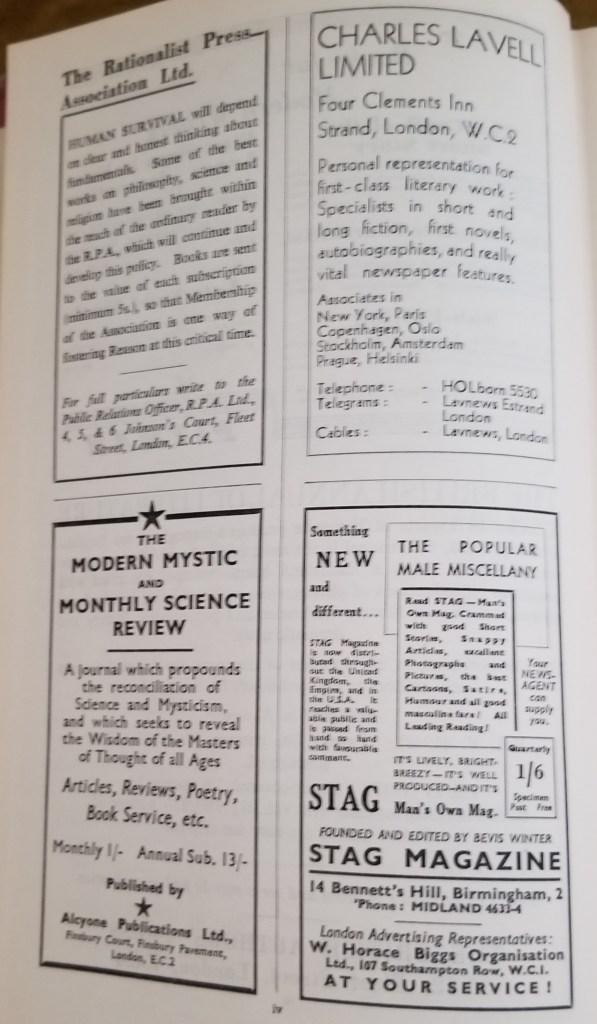 The Rationalist Press
Association Ltd.
HUMAN SURVIVAL will depend
on clear and honest thinking about
fundamentals. Some of the best
works on philosophy, science and
religion have been brought within
the reach of the ordinary reader by
the R.P.A., which will continue and
develop this policy. Books are sent
to the value of each subscription
(minimum 5s.), so that Membership
of the Association is one way of
fostering Reason at this critical time.
For full particulars write to the
Public Relations Officer, R.P.A. Ltd.,
4, 5, & 6 Johnson's Court, Fleet
Street, London, E.C.4.
CHARLES LAVELL
LIMITED
Four Clements Inn
Strand, London, W.C.2
Personal representation for
first-class literary work:
Specialists in short and
long fiction, first novels,
autobiographies, and really
vital newspaper features.
Associates in
New York, Paris
Copenhagen, Oslo
Stockholm, Amsterdam
Prague, Helsinki
Telephone: - HOLborn 5530
Telegrams: - Lavnews Estrand
London
Cables: - Lavnews, London
THE
MODERN MYSTIC
AND
MONTHLY SCIENCE
REVIEW
A journal which propounds
the reconciliation of
Science and Mysticism,
and which seeks to reveal
the Wisdom of the Masters
of Thought of all Ages
Articles, Reviews, Poetry,
Book Service, etc.
Monthly 1/- Annual Sub. 13/-
Published by
Alcyone Publications Ltd.,
Finsbury Court, Finsbury Pavement,
London, E.C.2
Something
NEW
and
different...
STAG Magazine
is now distri-
buted through-
out the United
Kingdom, the
Empire, and in
the U.S.A. It
reaches a valu-
able public and
is passed from
hand to hand
with favourable
comment.
STAG
THE POPULAR
MALE MISCELLANY
Read STAG — Man's
Own Mag. Crammed
with good Short
Stories, Snappy
Articles, excellent
Photographs and
Pictures, the best
Cartoons, Satire,
Humour and all good
masculine fare! All
Leading Reading!
Your
NEWS-
AGENT
can
supply
you.
IT'S LIVELY, BRIGHT-
BREEZY—IT'S WELL
PRODUCED—AND IT'S
Man's Own Mag.
Quarterly
1/6
Specimen
Post Free
FOUNDED AND EDITED BY BEVIS WINTER
STAG MAGAZINE
14 Bennett's Hill, Birmingham, 2
'Phone: MIDLAND 4633-4
London Advertising Representatives:
W. Horace Biggs Organisation
Ltd., 107 Southampton Row, W.C.1.
AT YOUR SERVICE!
iv